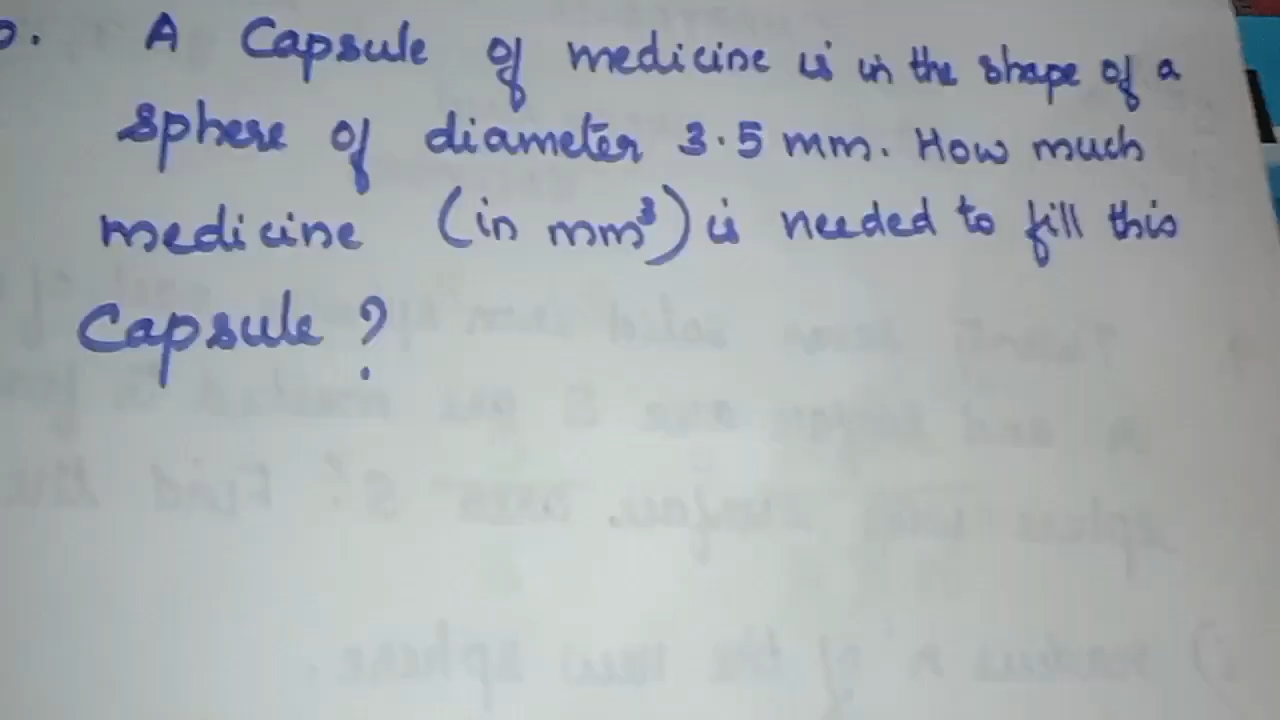 A Capsule of medicine is in the shape of a
sphere of diameter 3.5 mm. How much
medicine (in mm³) is needed to fill this
Capsule ?